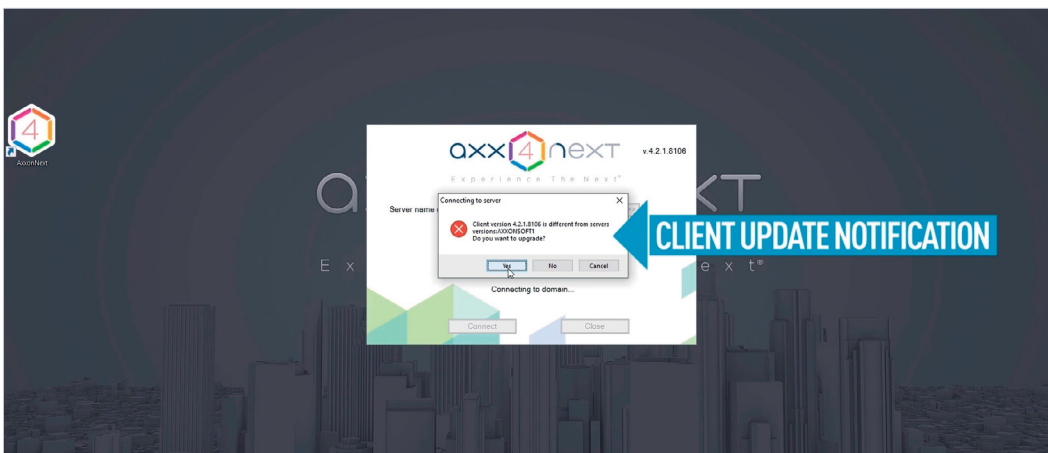 AxxonNext
4
axx4next
v.4.2.1.8106
Experience The Next®
Server name
Connecting to server
Client version 4.2.1.8106 is different from servers
versions:AXXONSOFT1
Do you want to upgrade?
Yes No Cancel
CLIENT UPDATE NOTIFICATION
Connecting to domain...
Connect Close